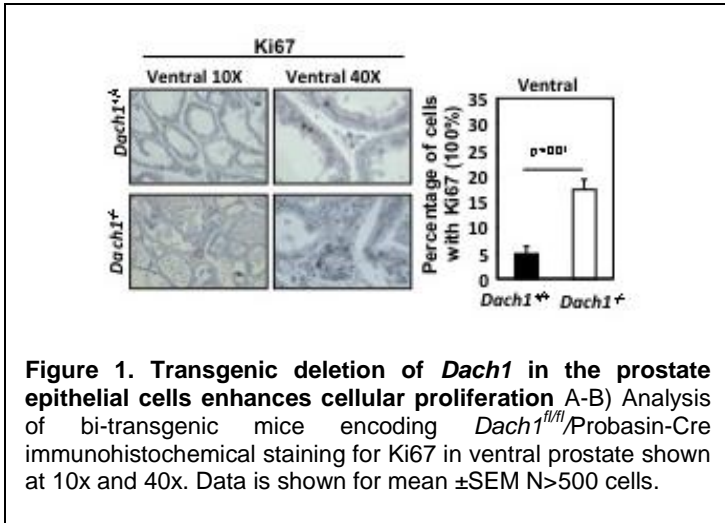 Ki67
Ventral 10X Ventral 40X
Dach1+/+
Dach1-/-
Ventral
Percentage of cells
with Ki67 (100%)
35
30
25
20
15
10
5
0
Dach1+/+ Dach1-/-
Figure 1. Transgenic deletion of Dach1 in the prostate
epithelial cells enhances cellular proliferation A-B) Analysis
of bi-transgenic mice encoding Dach1fl/fl/Probasin-Cre
immunohistochemical staining for Ki67 in ventral prostate shown
at 10x and 40x. Data is shown for mean ±SEM N>500 cells.